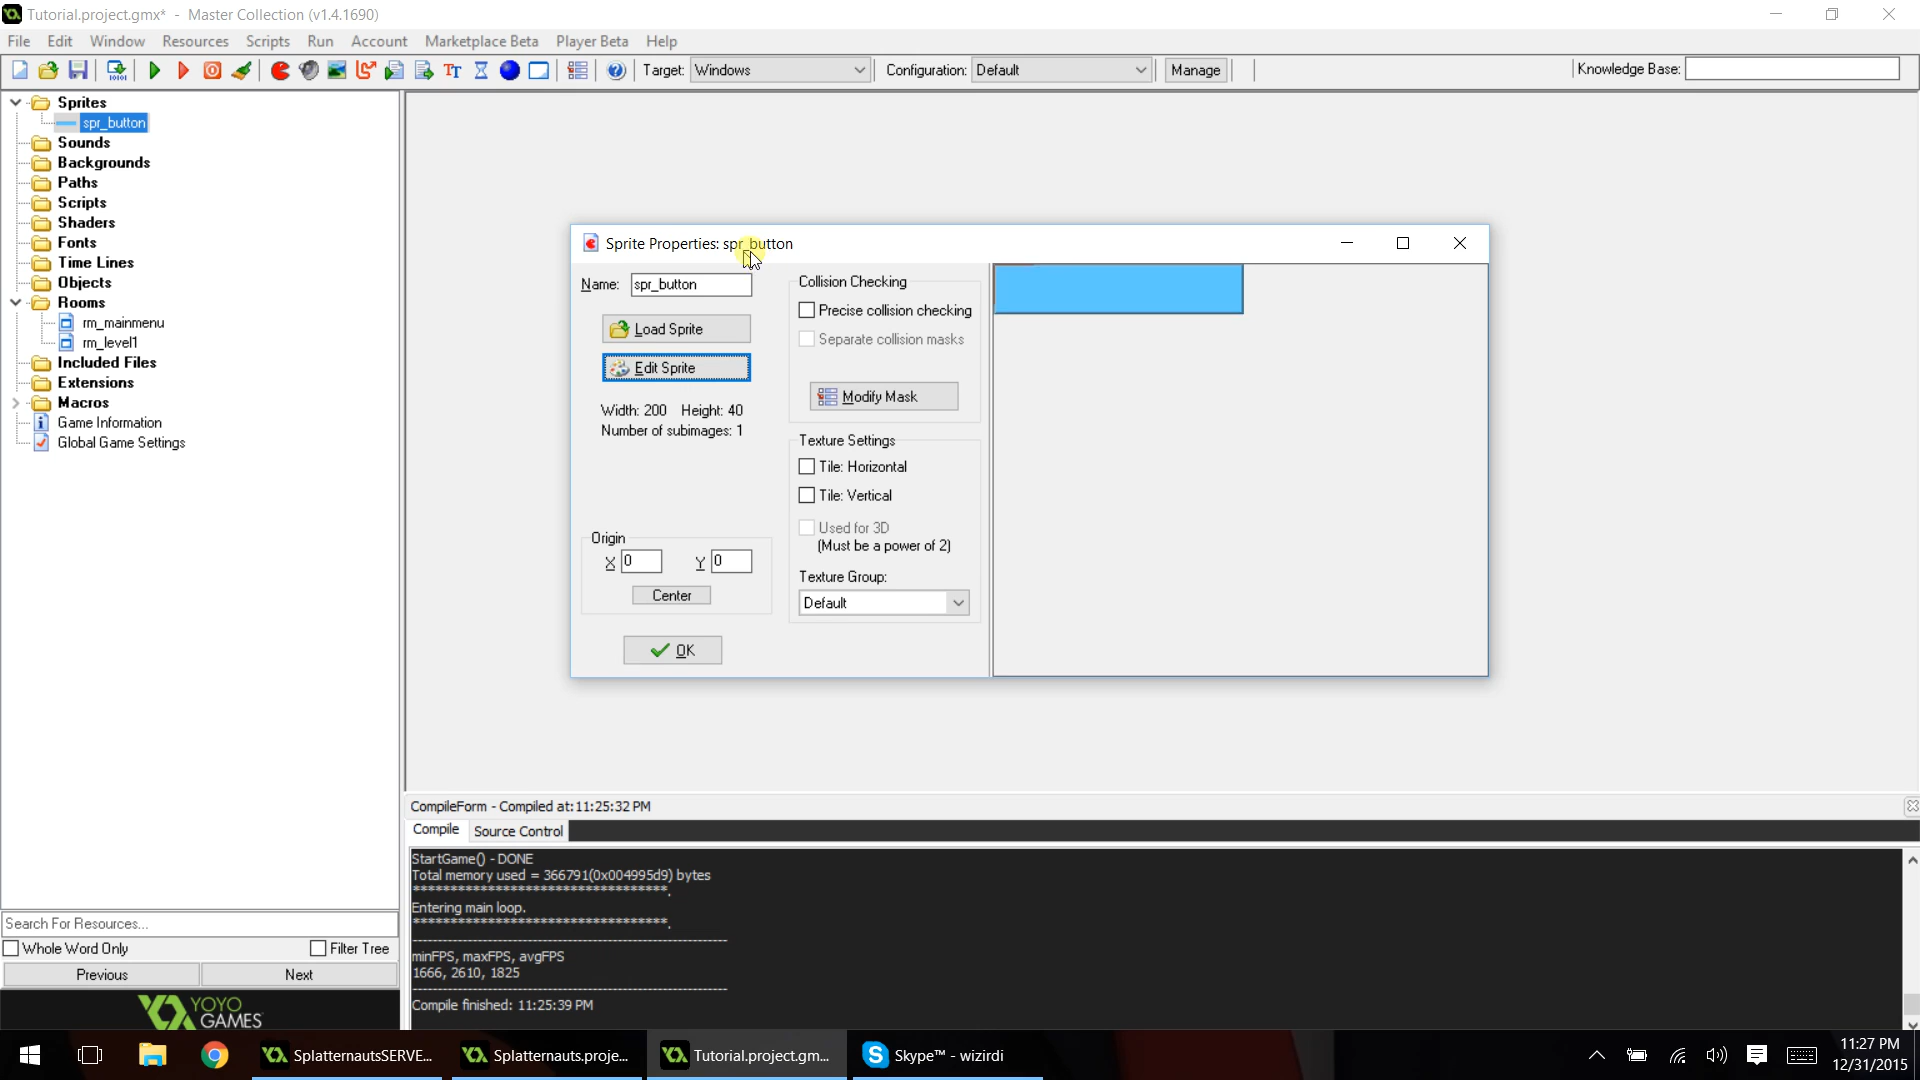 Tutorial.project.gmx* - Master Collection (v1.4.1690)
File Edit Window Resources Scripts Run Account Marketplace Beta Player Beta Help
Target: Windows Configuration: Default Manage Knowledge Base:
Sprites
spr_button
Sounds
Backgrounds
Paths
Scripts
Shaders
Fonts
Time Lines
Objects
Rooms
rm_mainmenu
rm_level1
Included Files
Extensions
Macros
Game Information
Global Game Settings
Search For Resources...
Whole Word Only Filter Tree
Previous Next
YOYO
GAMES
Sprite Properties: spr_button
Name: spr_button
Load Sprite
Edit Sprite
Width: 200 Height: 40
Number of subimages: 1
Origin
X 0 Y 0
Center
OK
Collision Checking
Precise collision checking
Separate collision masks
Modify Mask
Texture Settings
Tile: Horizontal
Tile: Vertical
Used for 3D
(Must be a power of 2)
Texture Group:
Default
CompileForm - Compiled at: 11:25:32 PM
Compile Source Control
StartGame() - DONE
Total memory used = 366791(0x004995d9) bytes
***********************************.
Entering main loop.
***********************************.
minFPS, maxFPS, avgFPS
1666, 2610, 1825
Compile finished: 11:25:39 PM
SplatternautsSERVE... Splatternauts.proje... Tutorial.project.gm... Skype™ - wizirdi
11:27 PM
12/31/2015